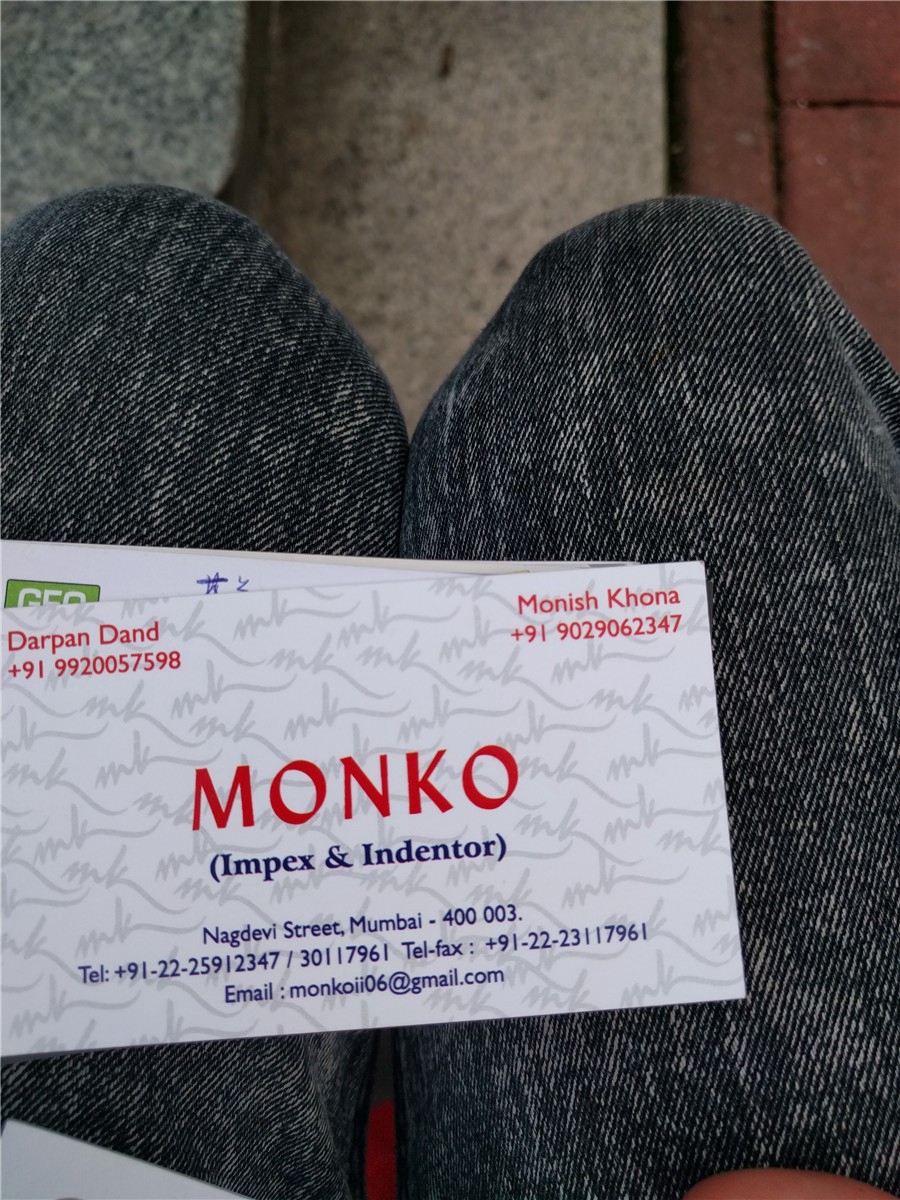 GEO
Darpan Dand
+91 9920057598
Monish Khona
+91 9029062347
MONKO
(Impex & Indentor)
Nagdevi Street, Mumbai - 400 003.
Tel: +91-22-25912347 / 30117961 Tel-fax : +91-22-23117961
Email : monkoii06@gmail.com